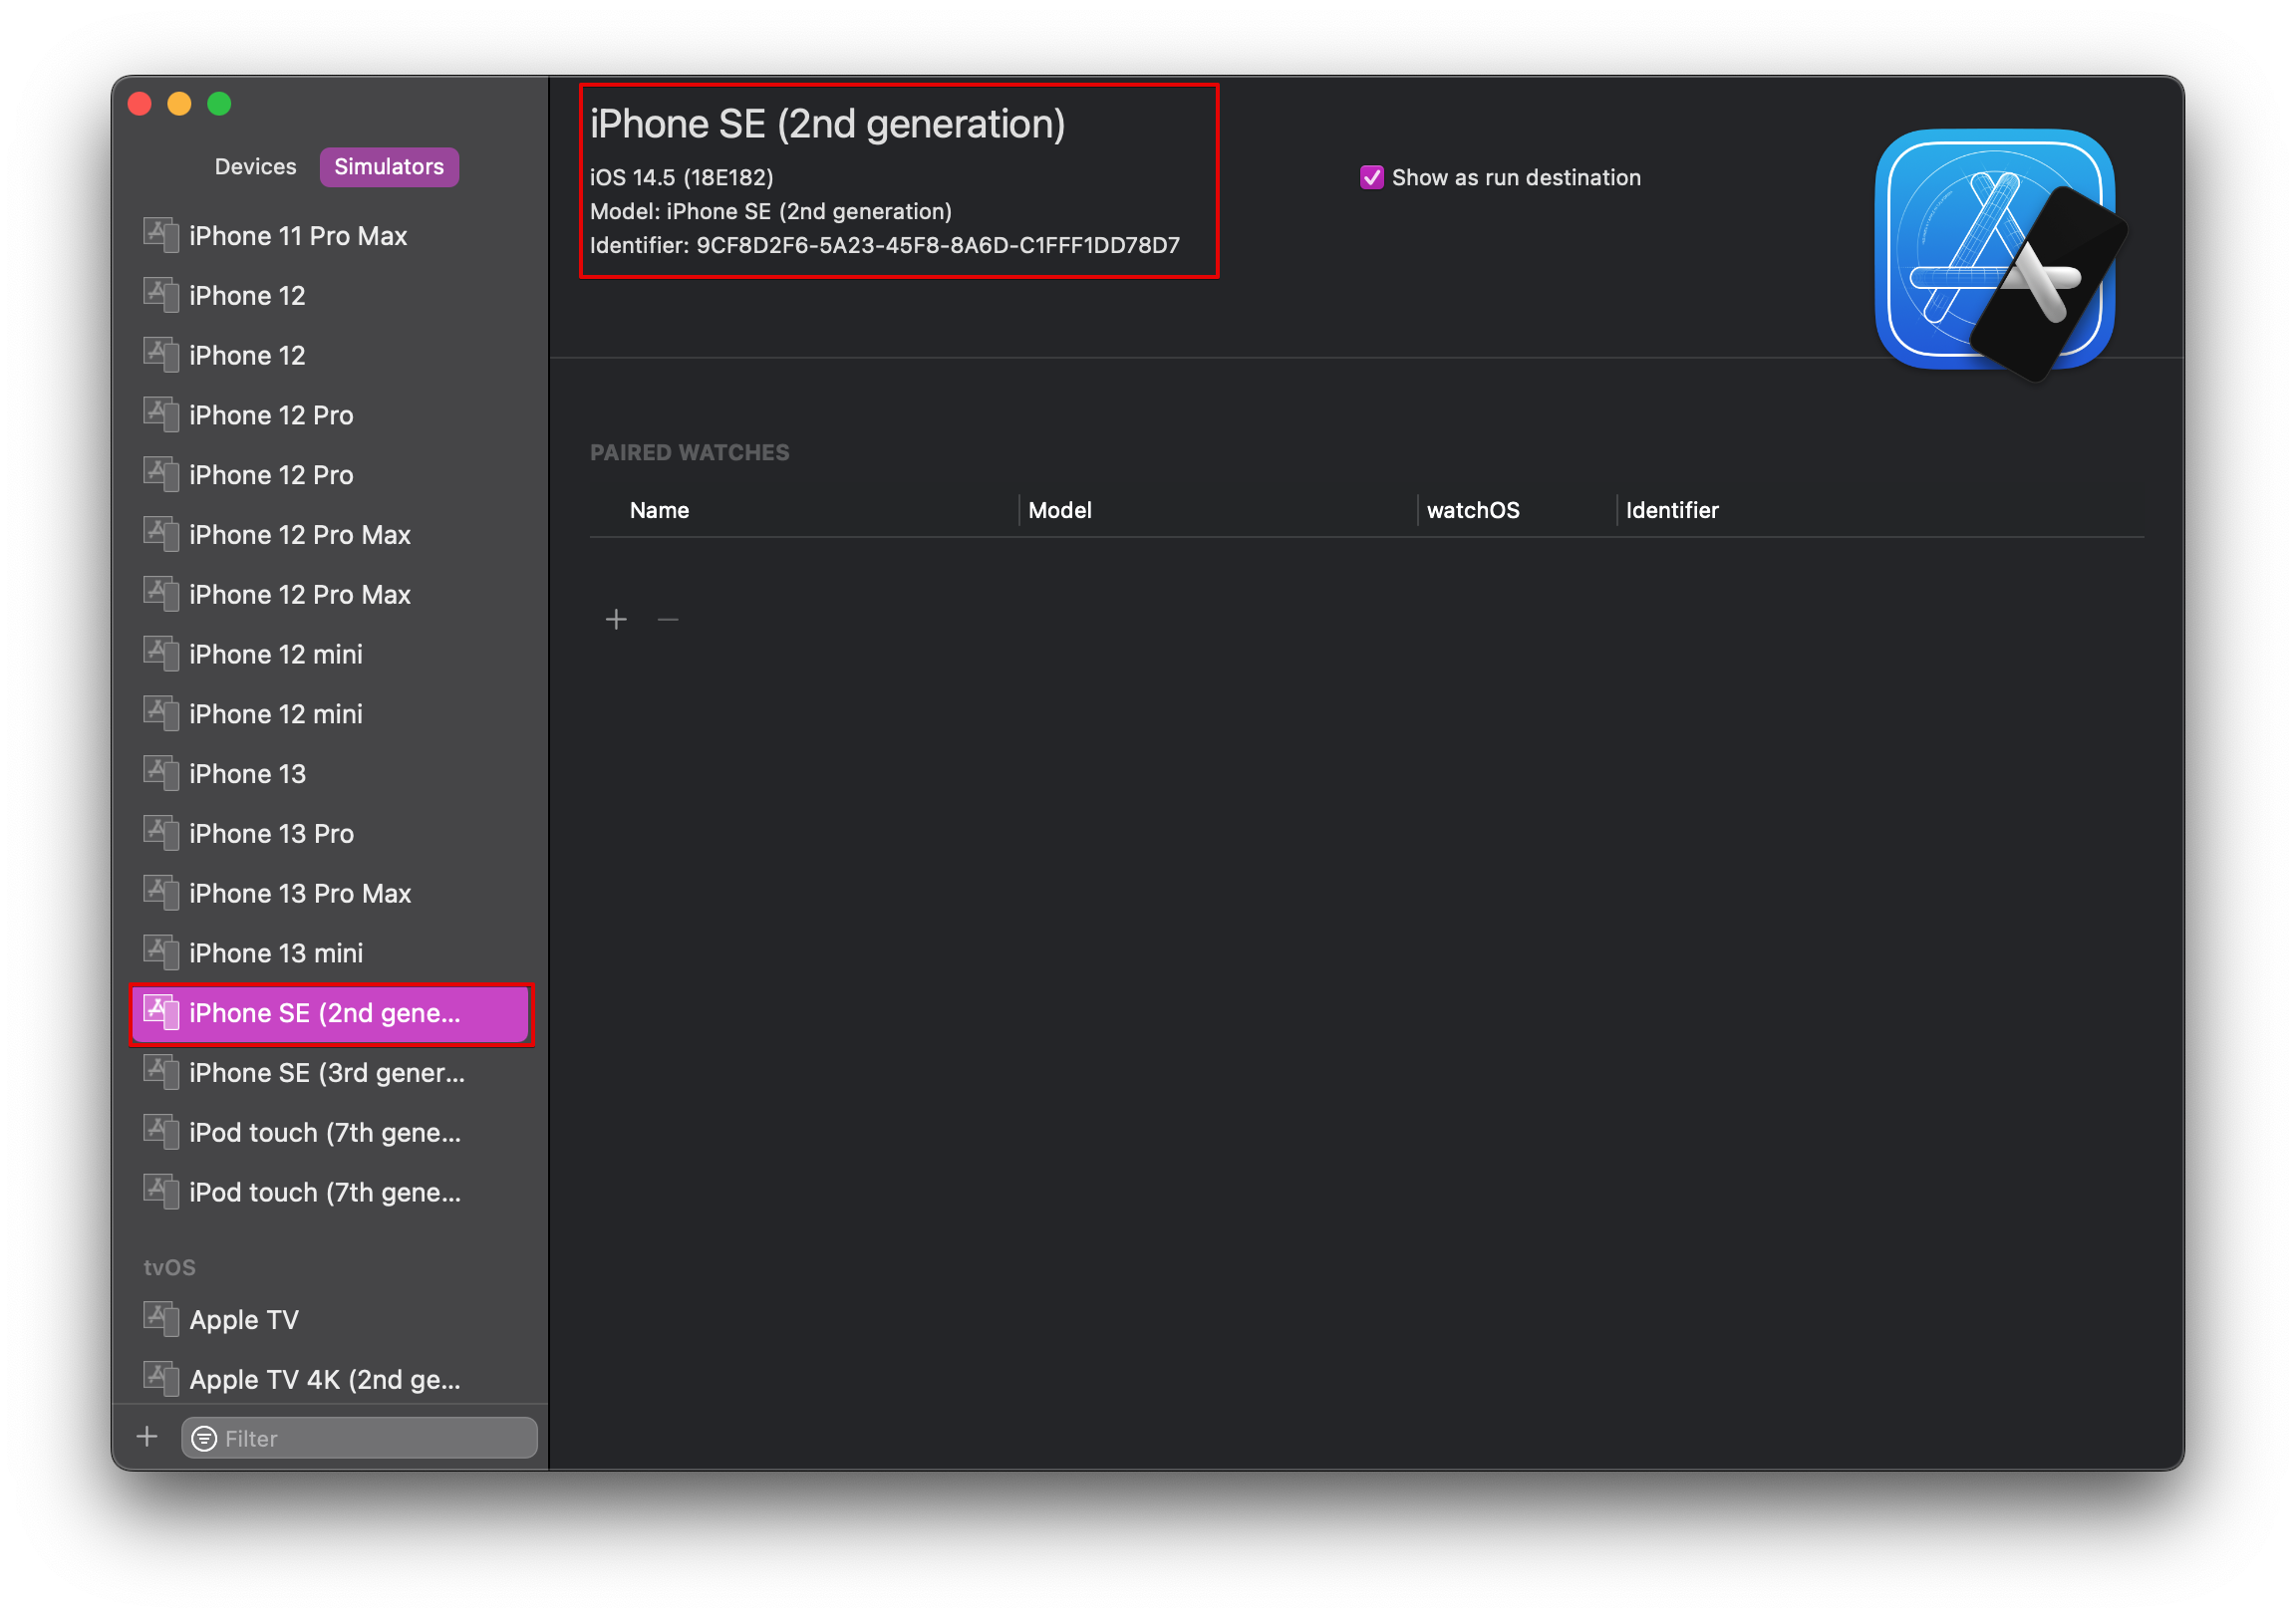 Devices Simulators
iPhone 11 Pro Max
iPhone 12
iPhone 12
iPhone 12 Pro
iPhone 12 Pro
iPhone 12 Pro Max
iPhone 12 Pro Max
iPhone 12 mini
iPhone 12 mini
iPhone 13
iPhone 13 Pro
iPhone 13 Pro Max
iPhone 13 mini
iPhone SE (2nd gene...
iPhone SE (3rd gener...
iPod touch (7th gene...
iPod touch (7th gene...
tvOS
Apple TV
Apple TV 4K (2nd ge...
Filter
iPhone SE (2nd generation)
iOS 14.5 (18E182)
Model: iPhone SE (2nd generation)
Identifier: 9CF8D2F6-5A23-45F8-8A6D-C1FFF1DD78D7
Show as run destination
PAIRED WATCHES
Name Model watchOS Identifier